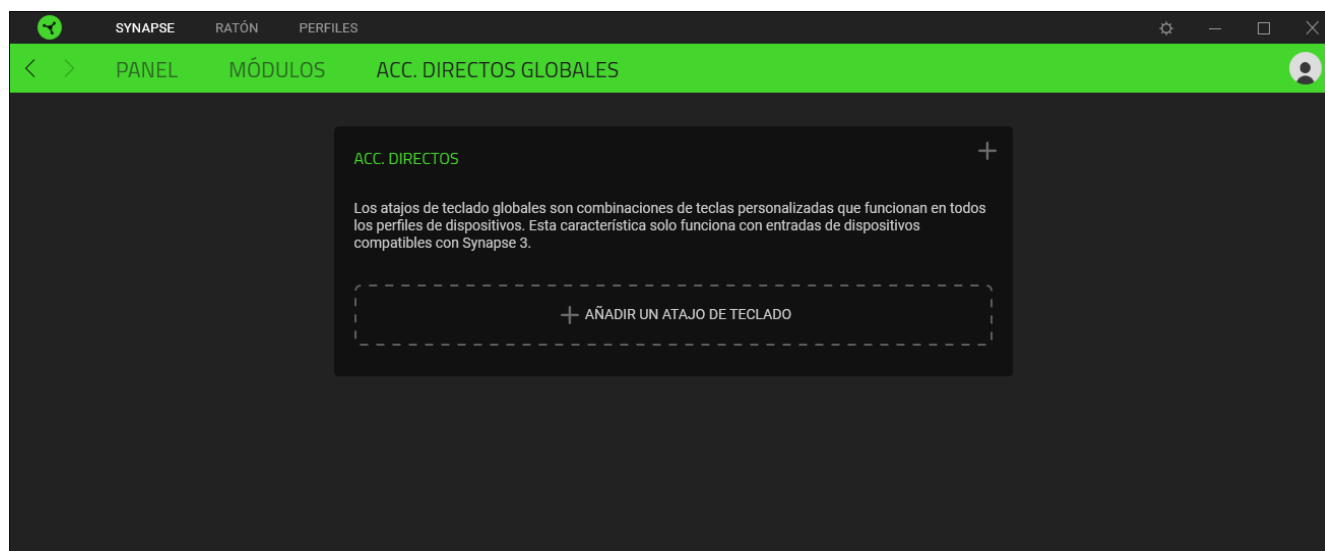 SYNAPSE RATÓN PERFILES
PANEL MÓDULOS ACC. DIRECTOS GLOBALES
ACC. DIRECTOS
Los atajos de teclado globales son combinaciones de teclas personalizadas que funcionan en todos
los perfiles de dispositivos. Esta característica solo funciona con entradas de dispositivos
compatibles con Synapse 3.
AÑADIR UN ATAJO DE TECLADO